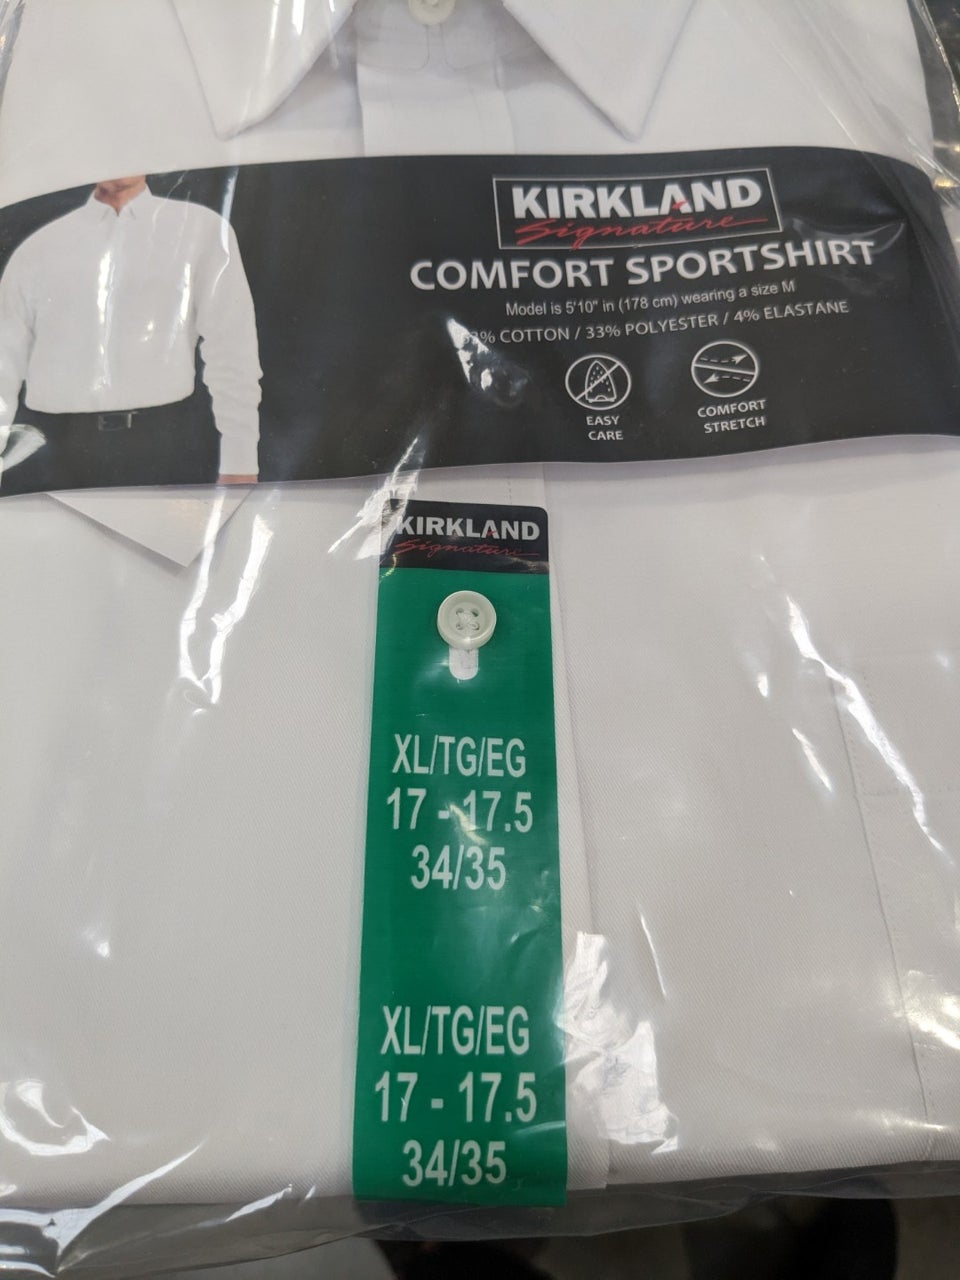 KIRKLAND
Signature
COMFORT SPORTSHIRT
Model is 5'10" in (178 cm) wearing a size M
63% COTTON / 33% POLYESTER / 4% ELASTANE
EASY
CARE
COMFORT
STRETCH
KIRKLAND
Signature
XL/TG/EG
17 - 17.5
34/35
XL/TG/EG
17 - 17.5
34/35